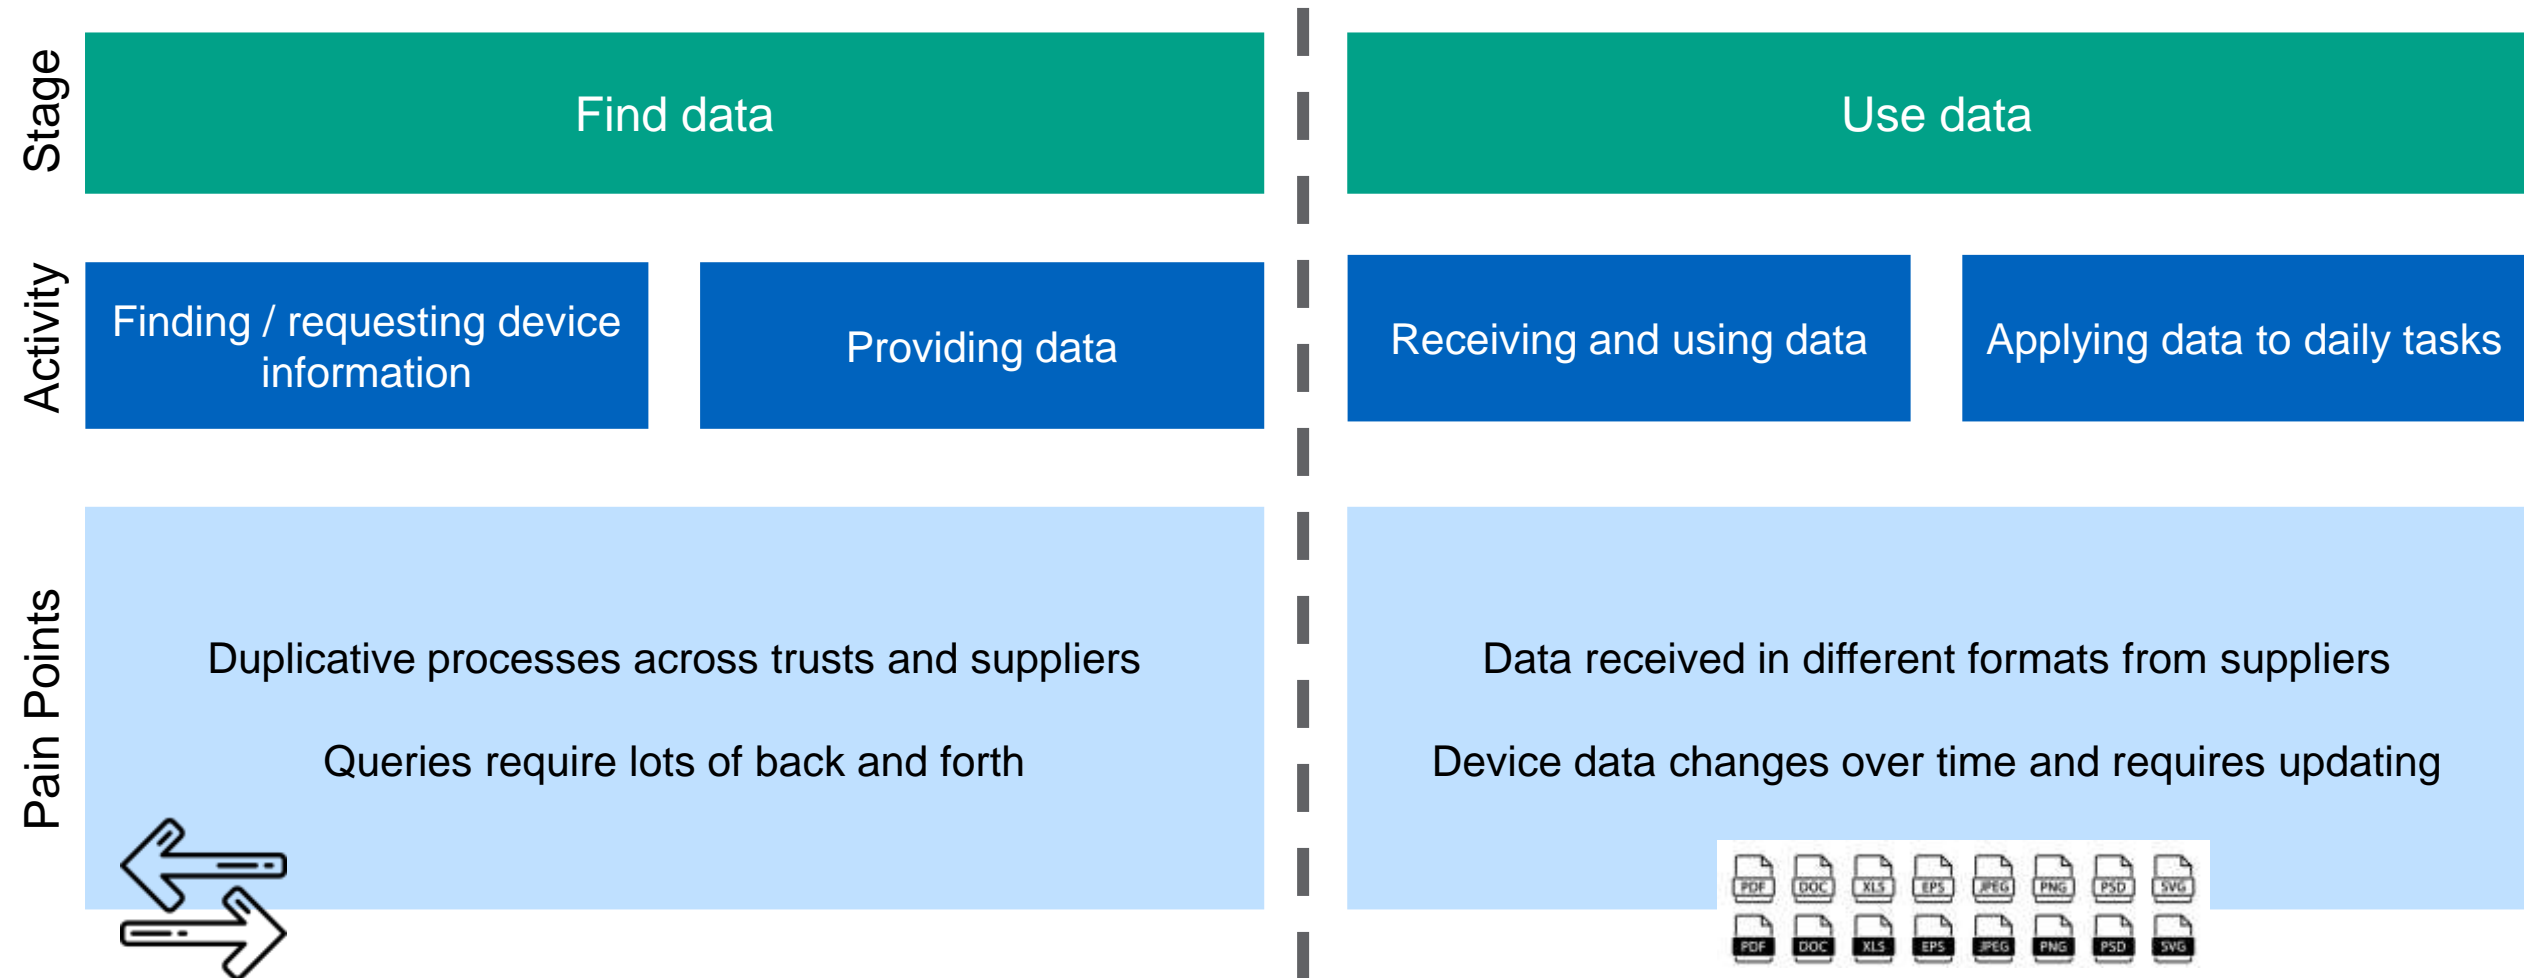 Stage
Find data
Use data
Activity
Finding / requesting device
information
Providing data
Receiving and using data
Applying data to daily tasks
Pain Points
Duplicative processes across trusts and suppliers
Queries require lots of back and forth
Data received in different formats from suppliers
Device data changes over time and requires updating
PDF DOC XLS EPS JPEG PNG PSD SVG
PDF DOC XLS EPS JPEG PNG PSD SVG